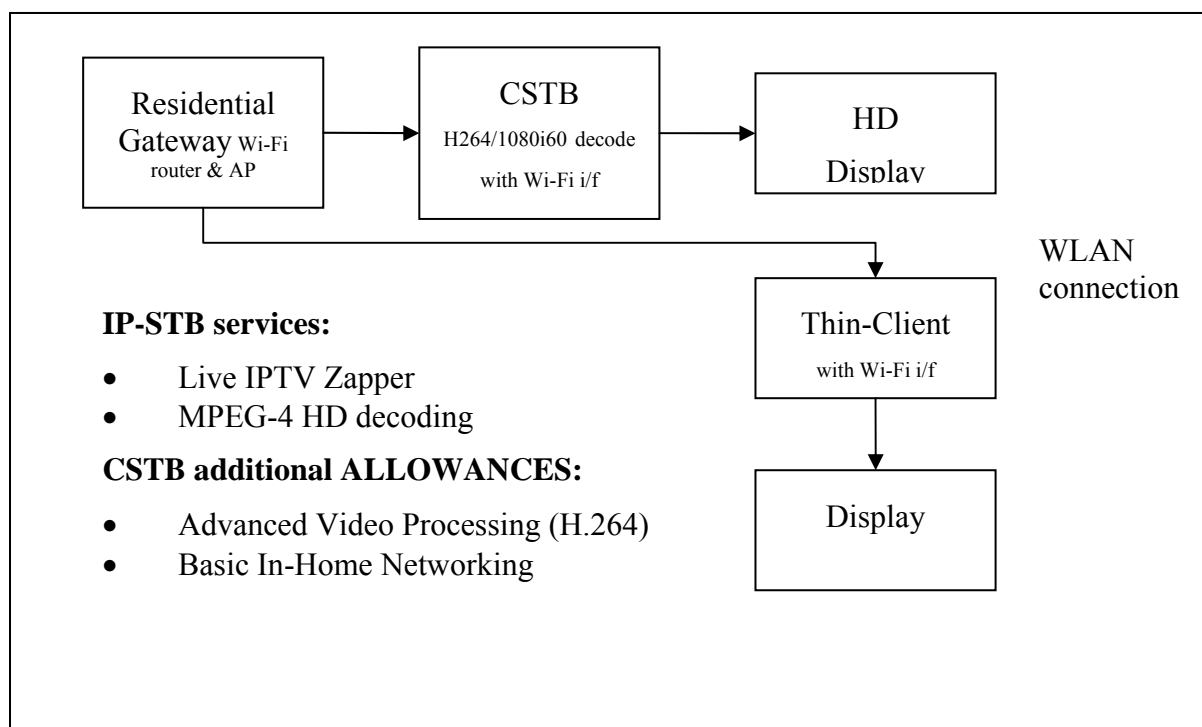 Residential
Gateway Wi-Fi
router & AP
CSTB
H264/1080i60 decode
with Wi-Fi i/f
HD
Display
WLAN
connection
Thin-Client
with Wi-Fi i/f
IP-STB services:
• Live IPTV Zapper
• MPEG-4 HD decoding
CSTB additional ALLOWANCES:
• Advanced Video Processing (H.264)
• Basic In-Home Networking
Display